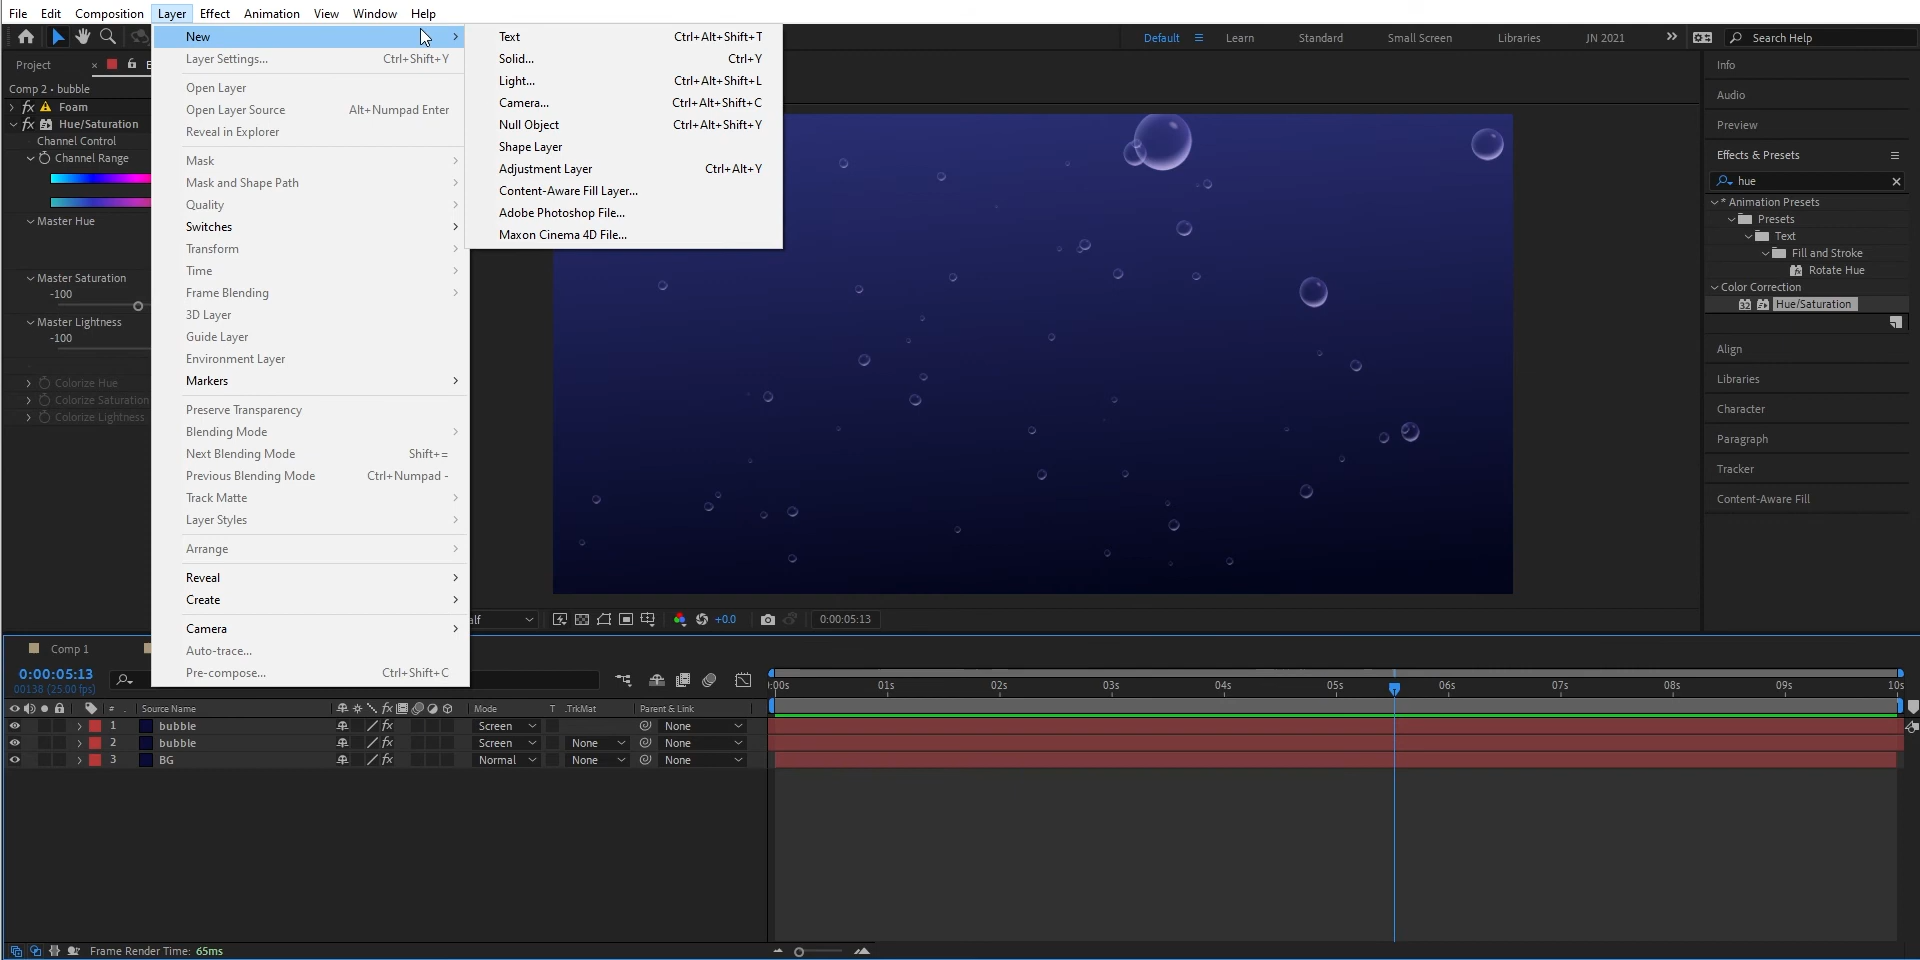 File Edit Composition Layer Effect Animation View Window Help
Default Learn Standard Small Screen Libraries JN 2021 Search Help
Project
Comp 2 • bubble
fx Foam
fx Hue/Saturation
Channel Control
Channel Range
Master Hue
Master Saturation
-100
Master Lightness
-100
Colorize Hue
Colorize Saturation
Colorize Lightness
New
Layer Settings... Ctrl+Shift+Y
Open Layer
Open Layer Source Alt+Numpad Enter
Reveal in Explorer
Mask
Mask and Shape Path
Quality
Switches
Transform
Time
Frame Blending
3D Layer
Guide Layer
Environment Layer
Markers
Preserve Transparency
Blending Mode
Next Blending Mode Shift+=
Previous Blending Mode Ctrl+Numpad -
Track Matte
Layer Styles
Arrange
Reveal
Create
Camera
Auto-trace...
Pre-compose... Ctrl+Shift+C
Text Ctrl+Alt+Shift+T
Solid... Ctrl+Y
Light... Ctrl+Alt+Shift+L
Camera... Ctrl+Alt+Shift+C
Null Object Ctrl+Alt+Shift+Y
Shape Layer
Adjustment Layer Ctrl+Alt+Y
Content-Aware Fill Layer...
Adobe Photoshop File...
Maxon Cinema 4D File...
Info
Audio
Preview
Effects & Presets
hue
* Animation Presets
Presets
Text
Fill and Stroke
Rotate Hue
Color Correction
32 Hue/Saturation
Align
Libraries
Character
Paragraph
Tracker
Content-Aware Fill
+0.0 0:00:05:13
Comp 1
0:00:05:13
00138 (25.00 fps)
:00s 01s 02s 03s 04s 05s 06s 07s 08s 09s 10s
# Source Name fx Mode T .TrkMat Parent & Link
1 bubble fx Screen None
2 bubble fx Screen None None
3 BG fx Normal None None
Frame Render Time: 65ms